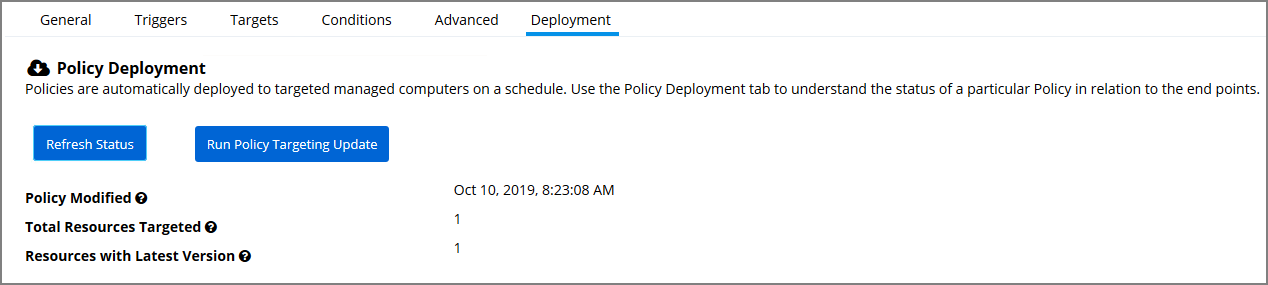 General Triggers Targets Conditions Advanced Deployment
Policy Deployment
Policies are automatically deployed to targeted managed computers on a schedule. Use the Policy Deployment tab to understand the status of a particular Policy in relation to the end points.
Refresh Status Run Policy Targeting Update
Policy Modified ? Oct 10, 2019, 8:23:08 AM
Total Resources Targeted ? 1
Resources with Latest Version ? 1